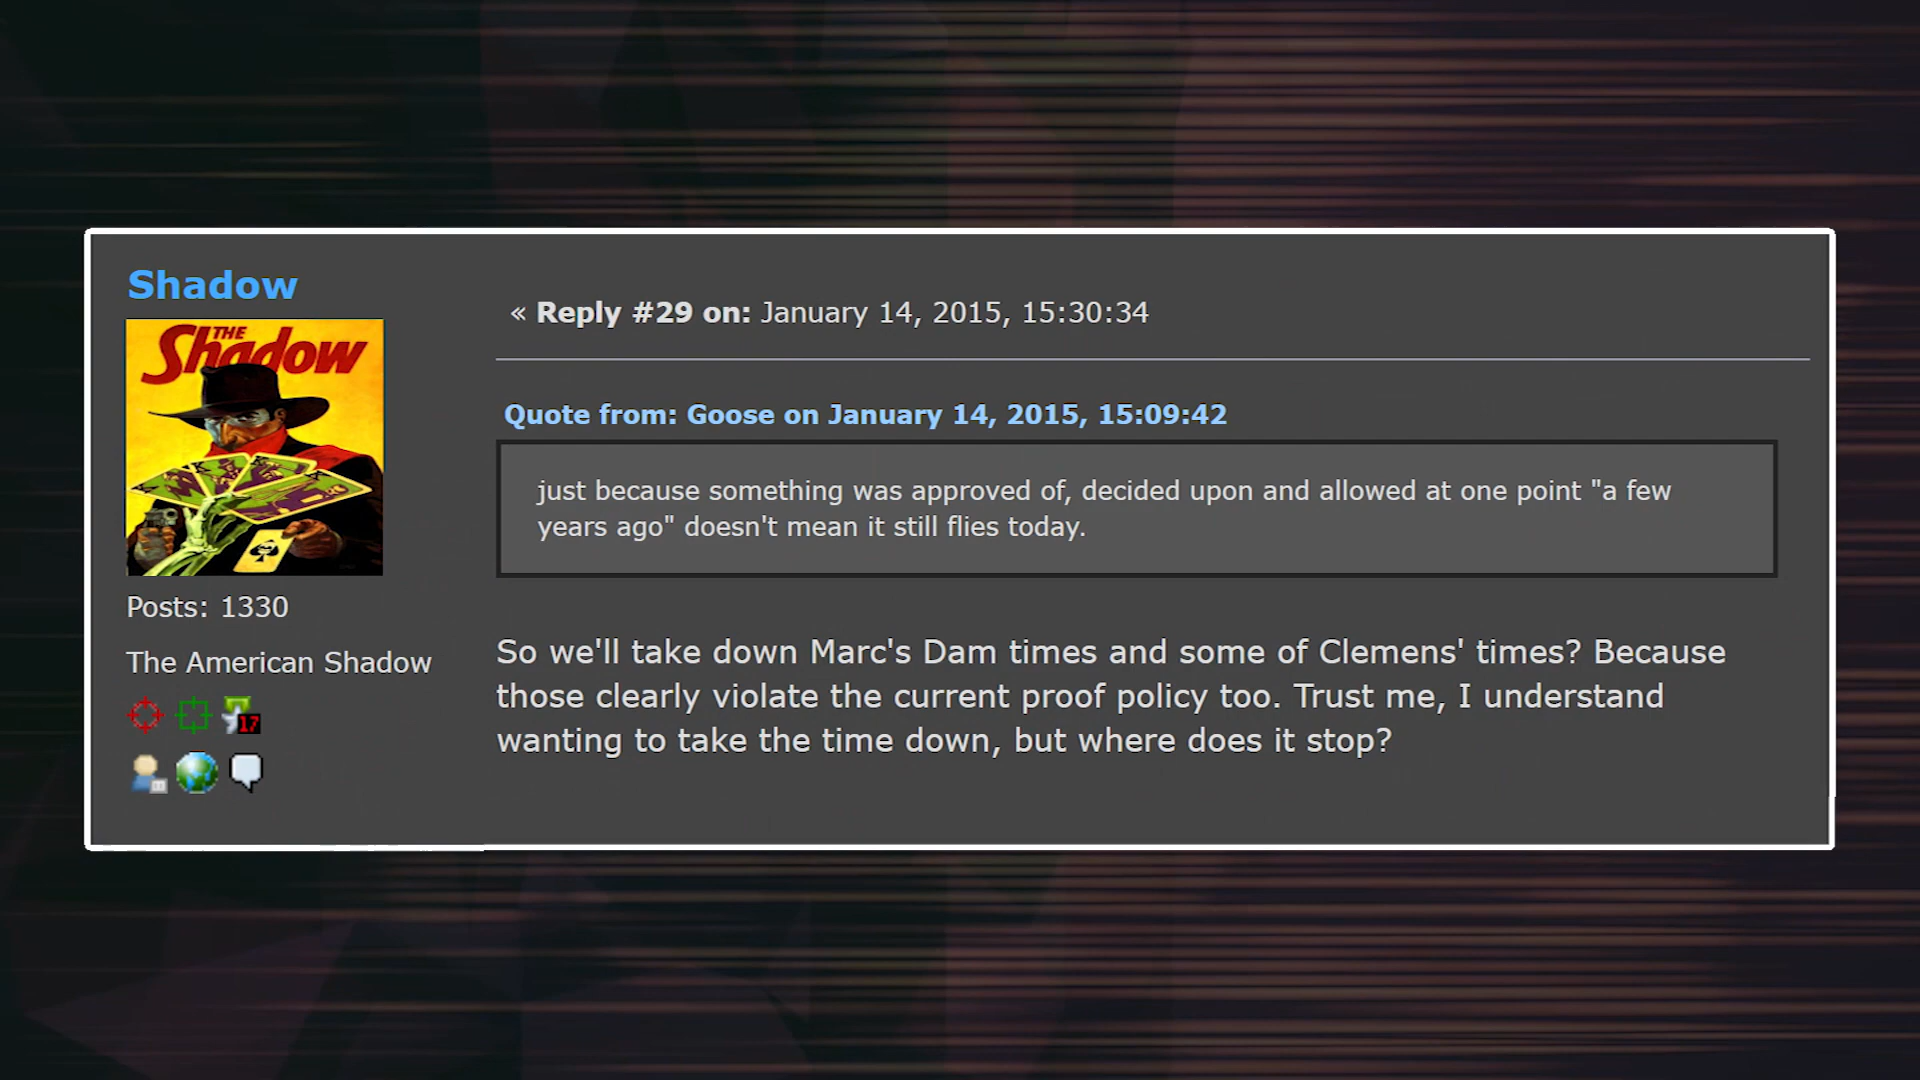 Shadow
THE
Shadow
Posts: 1330
The American Shadow
17
« Reply #29 on: January 14, 2015, 15:30:34
Quote from: Goose on January 14, 2015, 15:09:42
just because something was approved of, decided upon and allowed at one point "a few
years ago" doesn't mean it still flies today.
So we'll take down Marc's Dam times and some of Clemens' times? Because
those clearly violate the current proof policy too. Trust me, I understand
wanting to take the time down, but where does it stop?